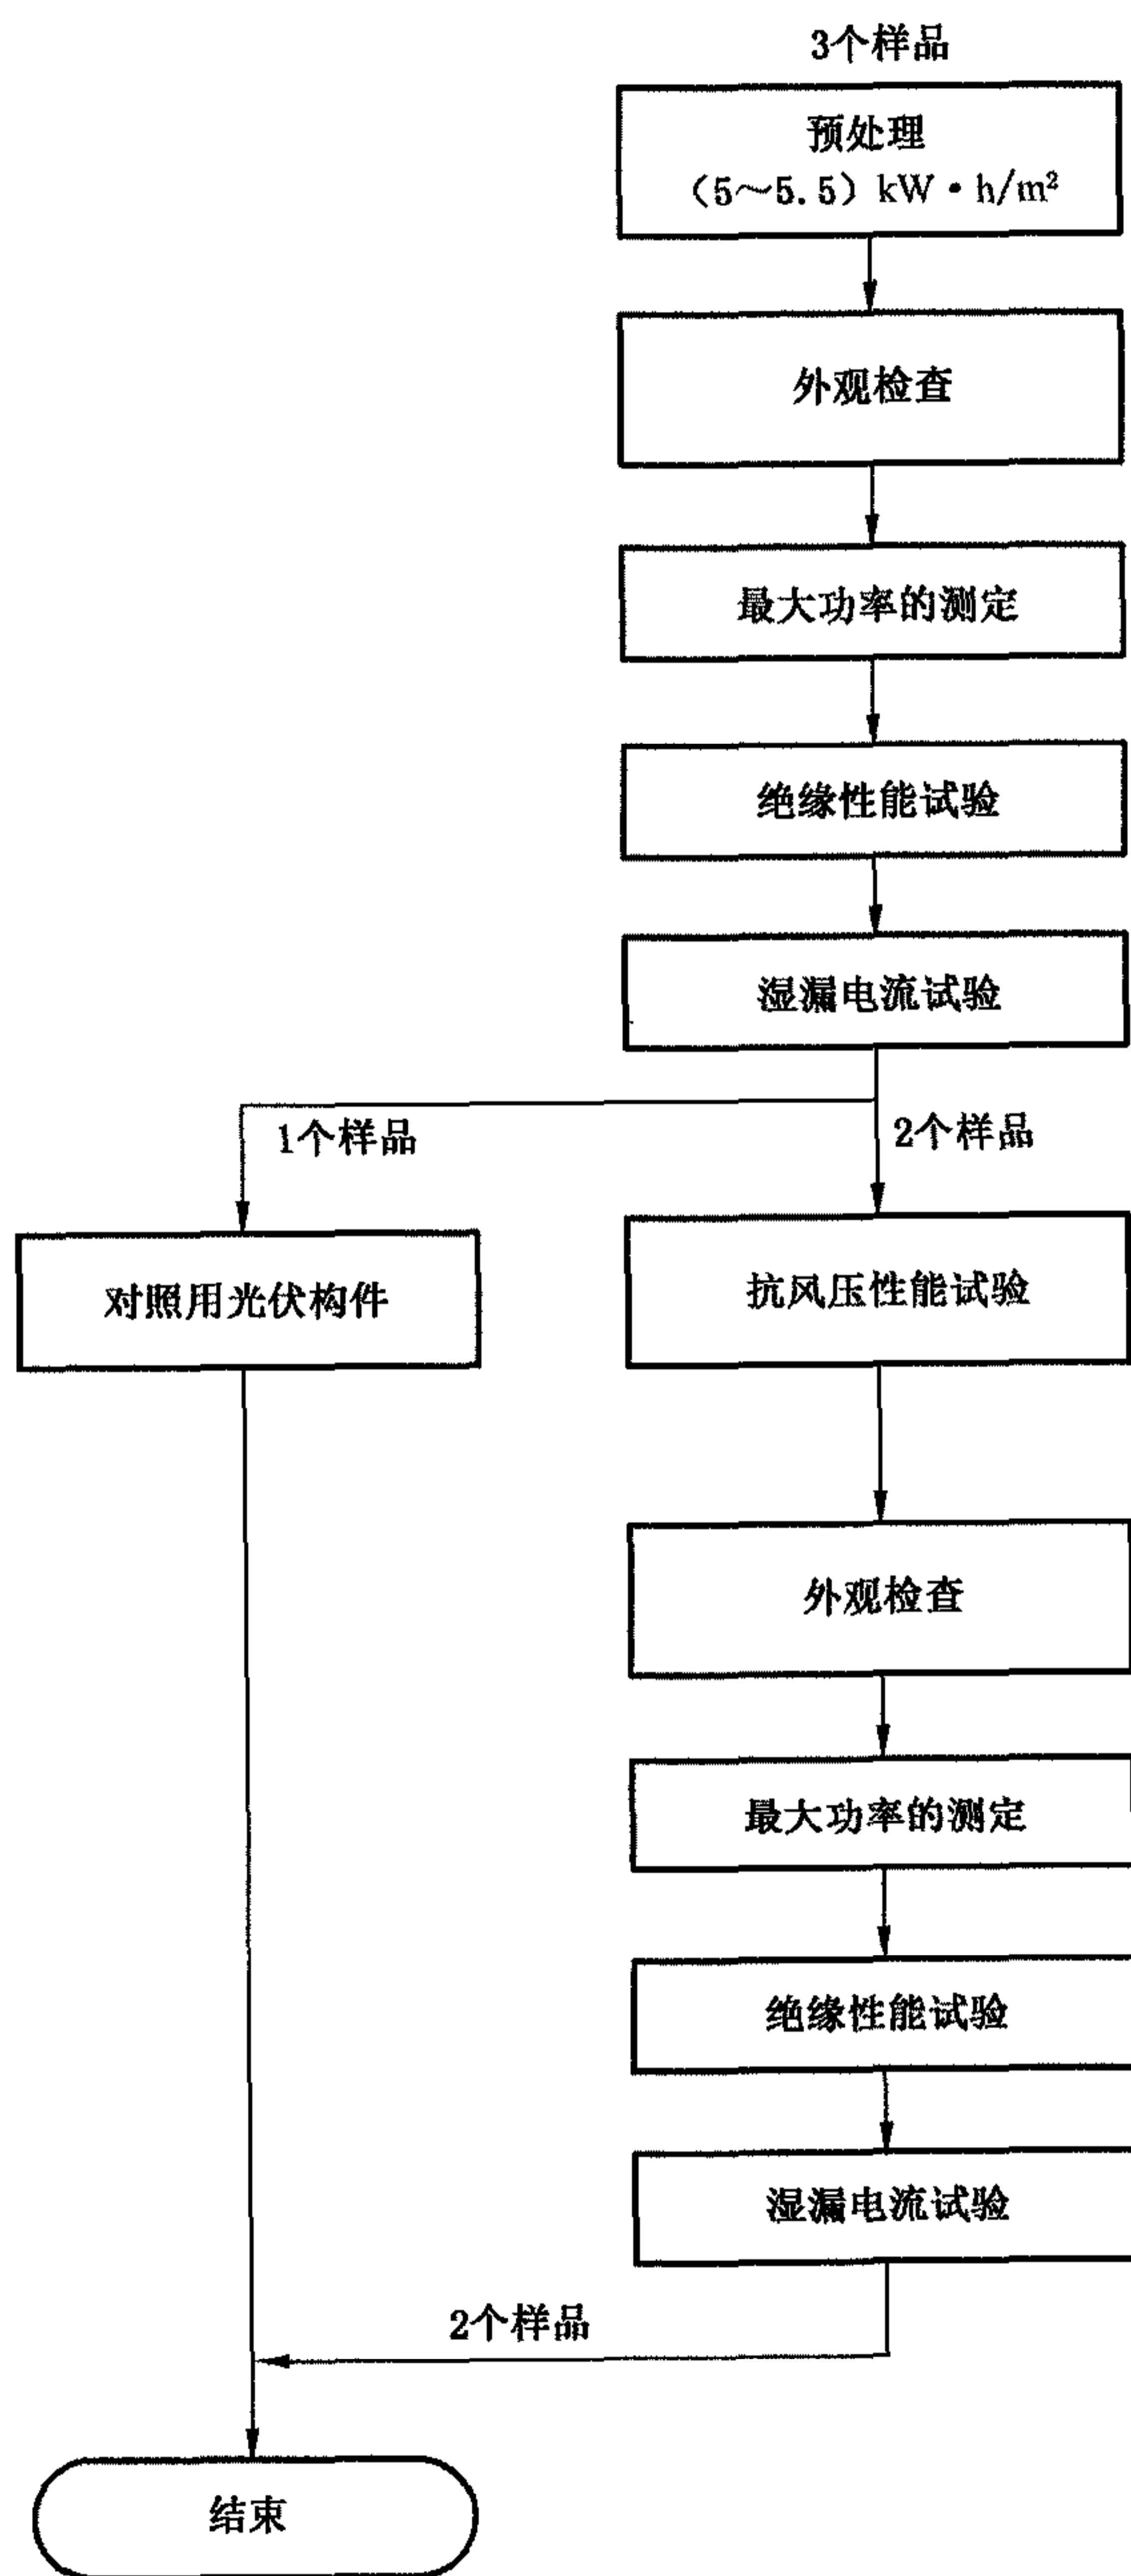 3个样品
预处理
（5～5.5）kW·h/m²
外观检查
最大功率的测定
绝缘性能试验
湿漏电流试验
1个样品
2个样品
对照用光伏构件
抗风压性能试验
外观检查
最大功率的测定
绝缘性能试验
湿漏电流试验
2个样品
结束